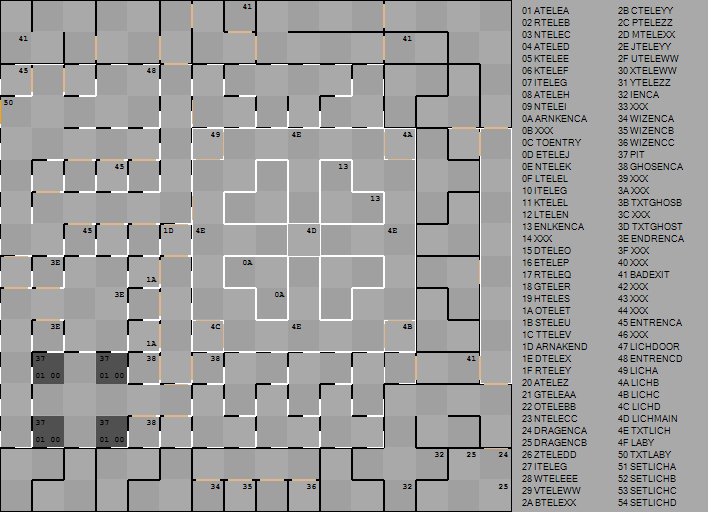 41
41 41
45 48
50
49 4E 4A
45 13
13
45 1D 4E 4D 4E
3E 0A
1A
3E 0A
3E 4C 4E 4B
1A
37 37 38 38 41
01 00 01 00
37 37 38
01 00 01 00
32 25 24
34 35 36 32 25
01 ATELEA
02 RTELEB
03 NTELEC
04 ATELED
05 KTELEE
06 KTELEF
07 ITELEG
08 ATELEH
09 NTELEI
0A ARNKENCA
0B XXX
0C TOENTRY
0D ETELEJ
0E NTELEK
0F LTELEL
10 ITELEG
11 KTELEL
12 LTELEN
13 ENLKENCA
14 XXX
15 DTELEO
16 ETELEP
17 RTELEQ
18 GTELER
19 HTELES
1A OTELET
1B STELEU
1C TTELEV
1D ARNAKEND
1E DTELEX
1F RTELEY
20 ATELEZ
21 GTELEAA
22 OTELEBB
23 NTELECC
24 DRAGENCA
25 DRAGENCB
26 ZTELEDD
27 ITELEG
28 WTELEEE
29 VTELEWW
2A BTELEXX
2B CTELEYY
2C PTELEZZ
2D MTELEXX
2E JTELEYY
2F UTELEWW
30 XTELEWW
31 YTELEZZ
32 IENCA
33 XXX
34 WIZENCA
35 WIZENCB
36 WIZENCC
37 PIT
38 GHOSENCA
39 XXX
3A XXX
3B TXTGHOSB
3C XXX
3D TXTGHOST
3E ENDRENCA
3F XXX
40 XXX
41 BADEXIT
42 XXX
43 XXX
44 XXX
45 ENTRENCA
46 XXX
47 LICHDOOR
48 ENTRENCD
49 LICHA
4A LICHB
4B LICHC
4C LICHD
4D LICHMAIN
4E TXTLICH
4F LABY
50 TXTLABY
51 SETLICHA
52 SETLICHB
53 SETLICHC
54 SETLICHD